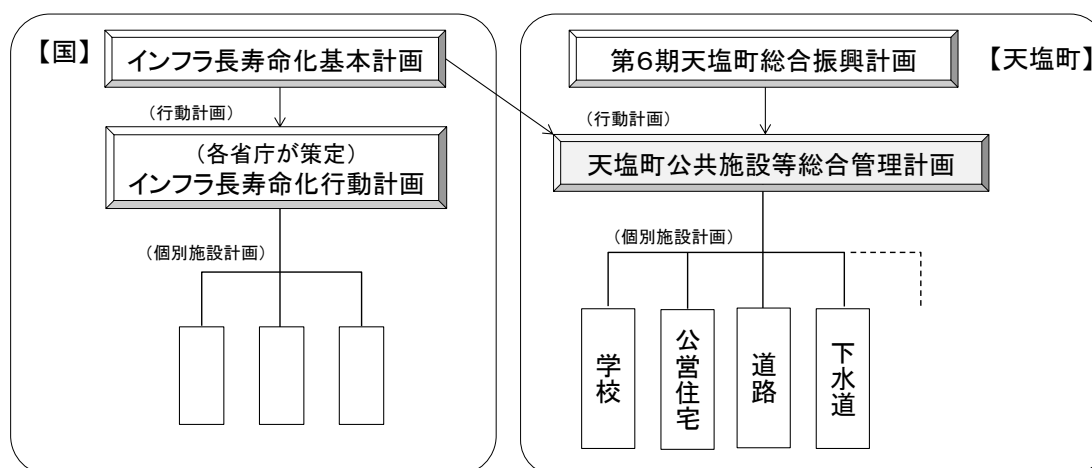 【国】
インフラ長寿命化基本計画
(行動計画)
(各省庁が策定)
インフラ長寿命化行動計画
(個別施設計画)
第6期天塩町総合振興計画
【天塩町】
(行動計画)
天塩町公共施設等総合管理計画
(個別施設計画)
学校
公営住宅
道路
下水道